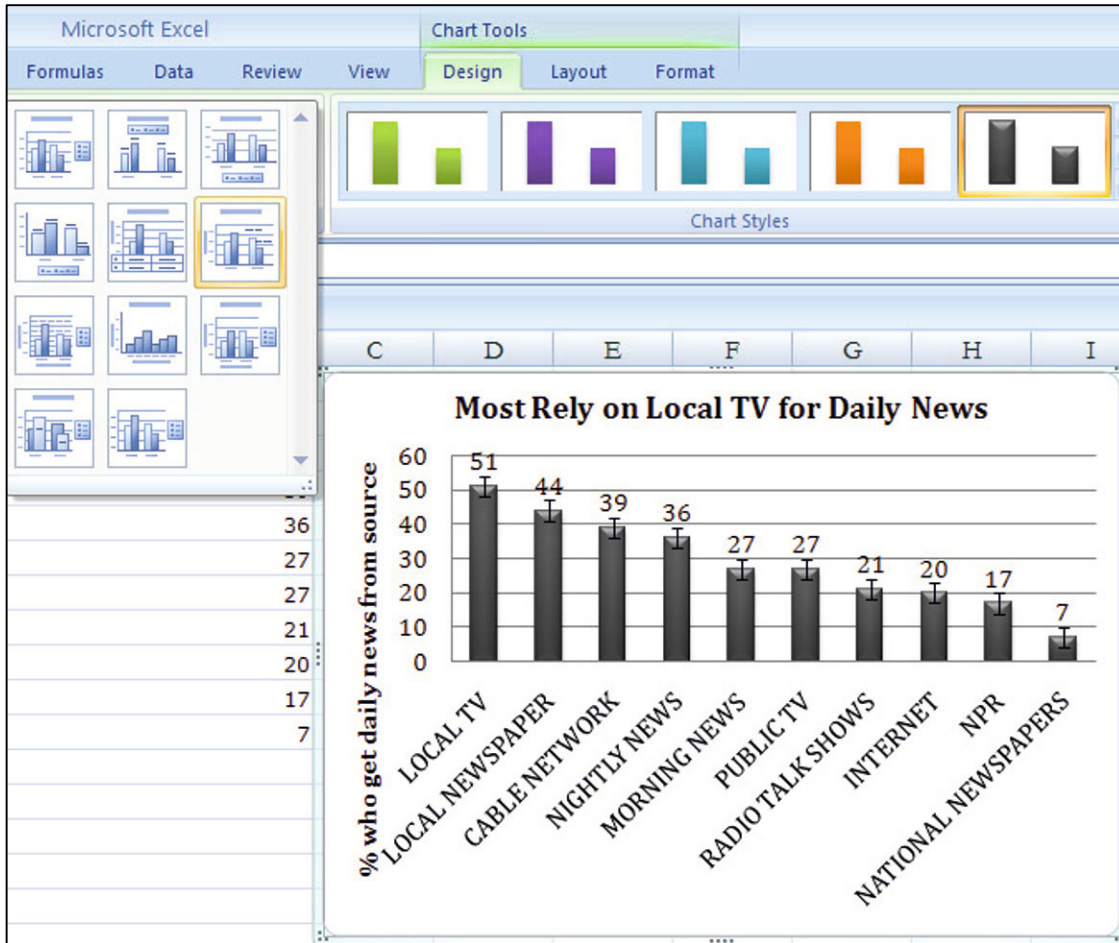 Microsoft Excel
Chart Tools
Formulas Data Review View Design Layout Format
Chart Styles
C D E F G H I
36
27
27
21
20
17
7
Most Rely on Local TV for Daily News
% who get daily news from source
60
50
40
30
20
10
0
51
44
39
36
27
27
21
20
17
7
LOCAL TV
LOCAL NEWSPAPER
CABLE NETWORK
NIGHTLY NEWS
MORNING NEWS
PUBLIC TV
RADIO TALK SHOWS
INTERNET
NPR
NATIONAL NEWSPAPERS